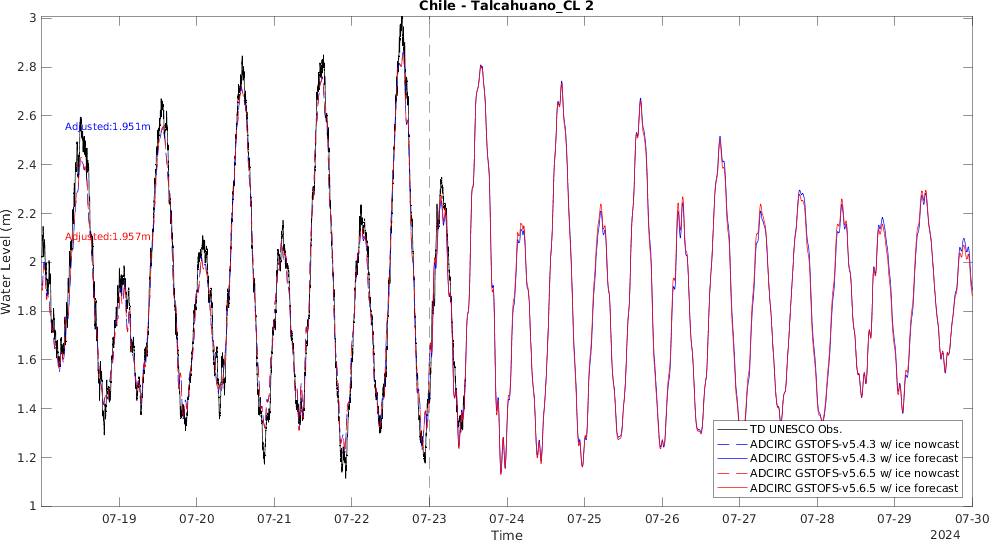 Chile - Talcahuano_CL 2
3
2.8
2.6
2.4
2.2
2
1.8
1.6
1.4
1.2
1
Water Level (m)
Adjusted:1.951m
Adjusted:1.957m
TD UNESCO Obs.
ADCIRC GSTOFS-v5.4.3 w/ ice nowcast
ADCIRC GSTOFS-v5.4.3 w/ ice forecast
ADCIRC GSTOFS-v5.6.5 w/ ice nowcast
ADCIRC GSTOFS-v5.6.5 w/ ice forecast
07-19 07-20 07-21 07-22 07-23 07-24 07-25 07-26 07-27 07-28 07-29 07-30
Time
2024